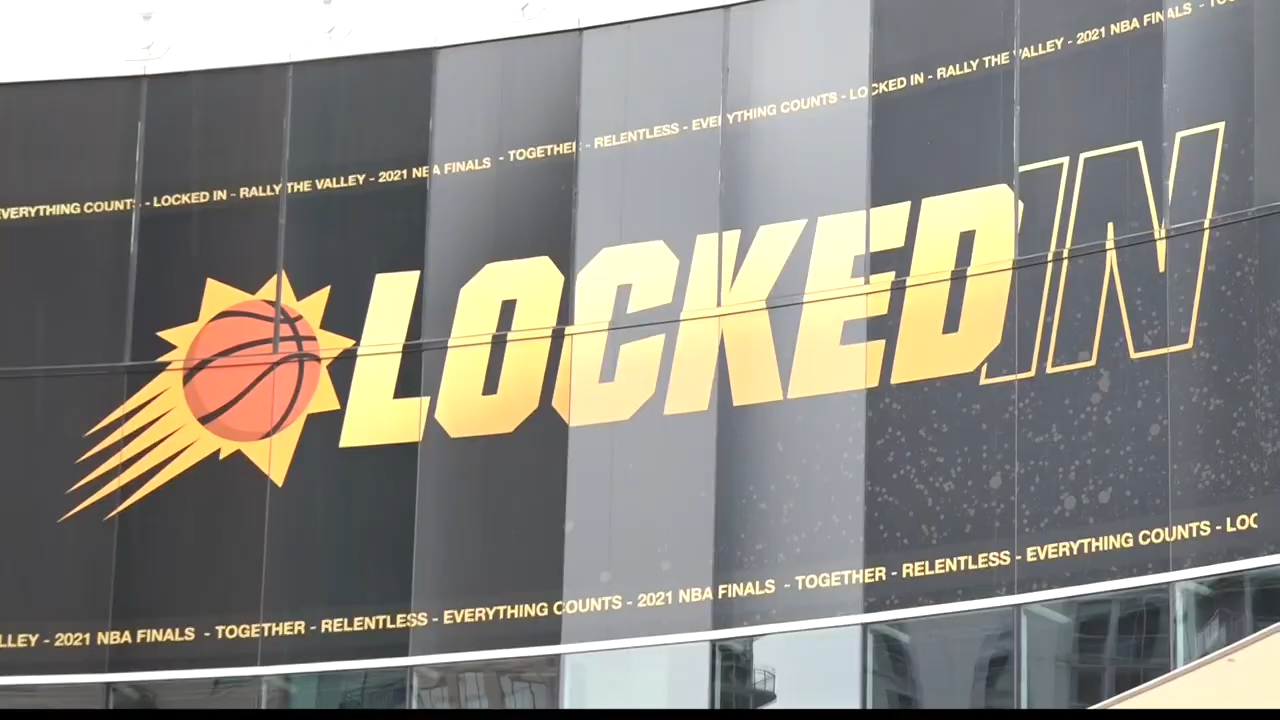 EVERYTHING COUNTS - LOCKED IN - RALLY THE VALLEY - 2021 NBA FINALS - TOGETHER - RELENTLESS - EVERYTHING COUNTS - LOCKED IN - RALLY THE VALLEY - 2021 NBA FINALS -
LOCKED IN
LLEY - 2021 NBA FINALS - TOGETHER - RELENTLESS - EVERYTHING COUNTS - 2021 NBA FINALS - TOGETHER - RELENTLESS - EVERYTHING COUNTS - LOC